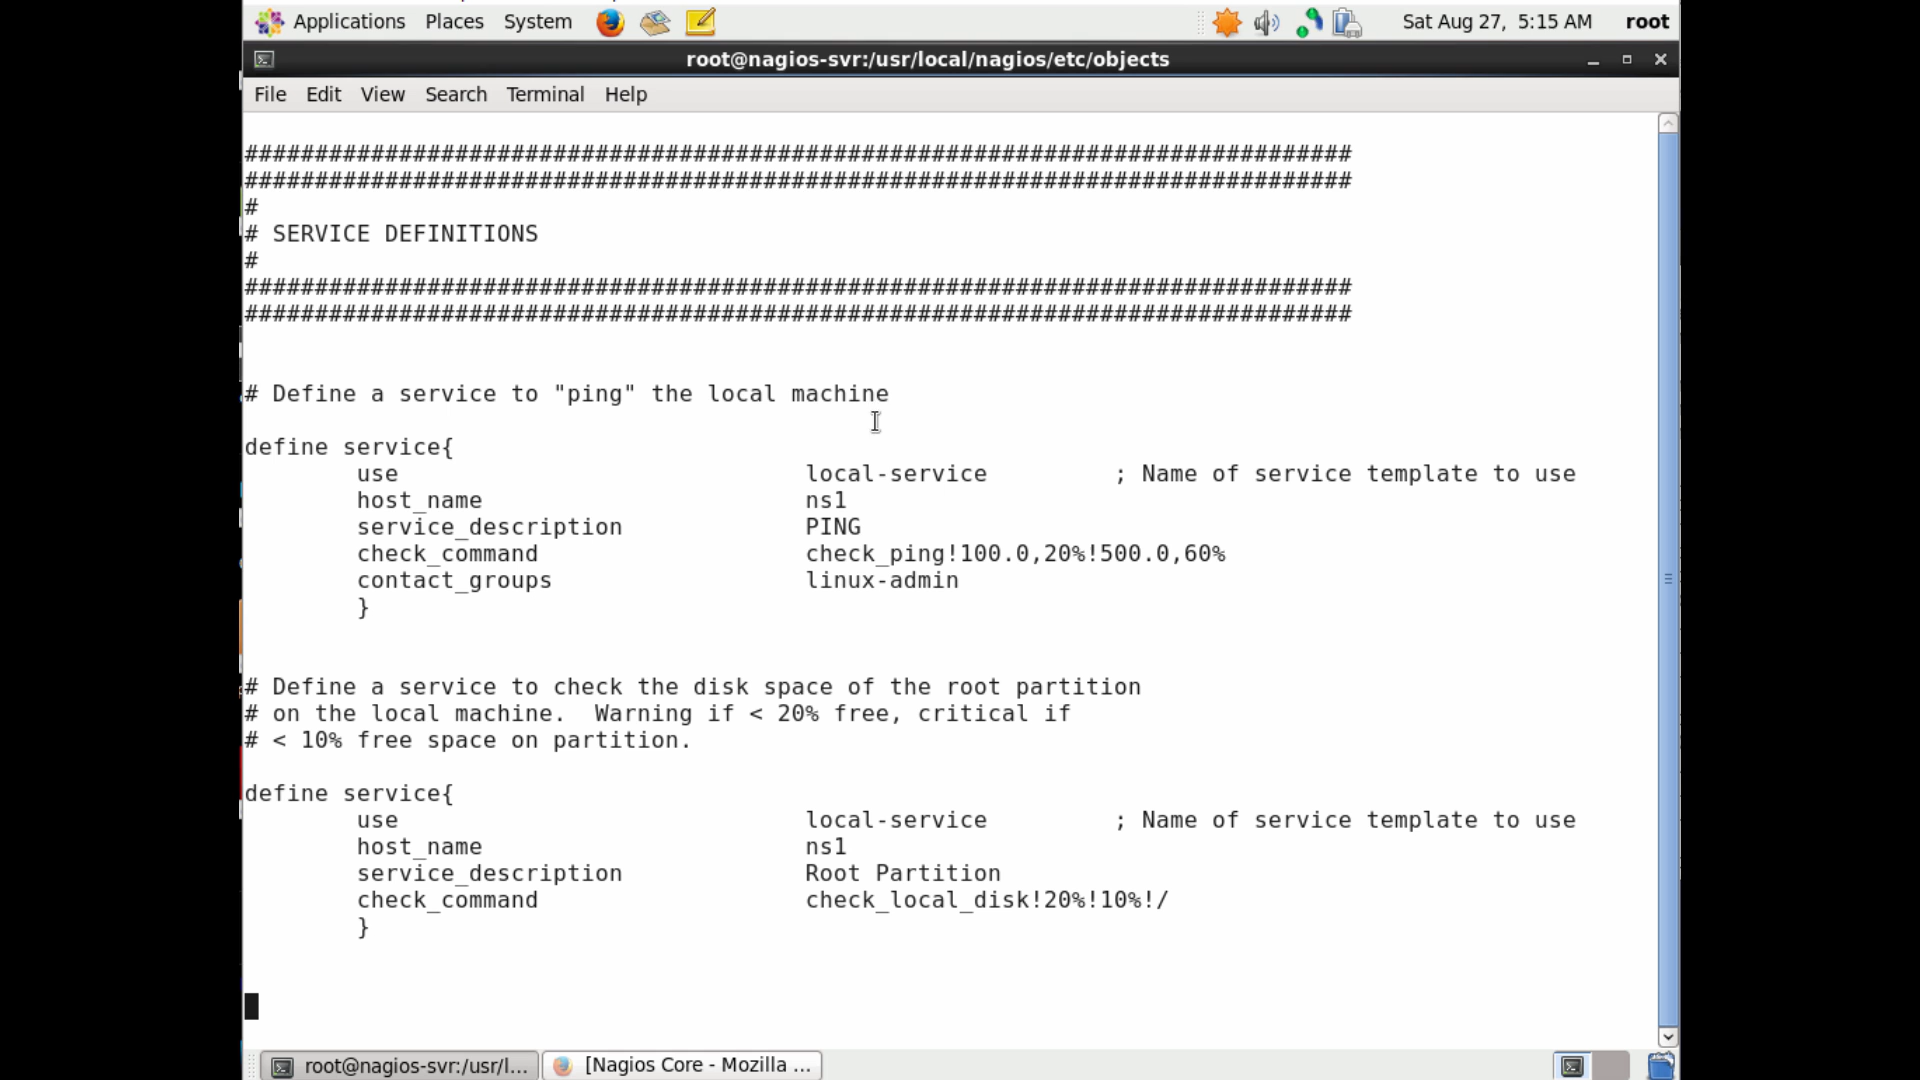 Applications Places System Sat Aug 27, 5:15 AM root
root@nagios-svr:/usr/local/nagios/etc/objects
File Edit View Search Terminal Help
###############################################################################
###############################################################################
#
# SERVICE DEFINITIONS
#
###############################################################################
###############################################################################
# Define a service to "ping" the local machine
define service{
use local-service ; Name of service template to use
host_name ns1
service_description PING
check_command check_ping!100.0,20%!500.0,60%
contact_groups linux-admin
}
# Define a service to check the disk space of the root partition
# on the local machine. Warning if < 20% free, critical if
# < 10% free space on partition.
define service{
use local-service ; Name of service template to use
host_name ns1
service_description Root Partition
check_command check_local_disk!20%!10%!/
}
root@nagios-svr:/usr/l... [Nagios Core - Mozilla ...